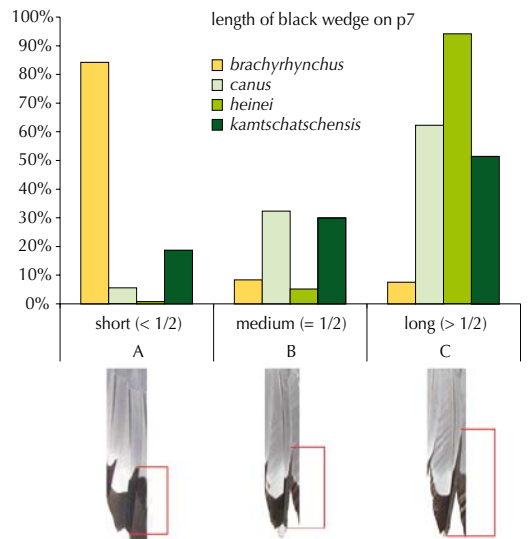 length of black wedge on p7
brachyrhynchus
canus
heinei
kamtschatschensis
100%
90%
80%
70%
60%
50%
40%
30%
20%
10%
0%
short (< 1/2)
medium (= 1/2)
long (> 1/2)
A
B
C